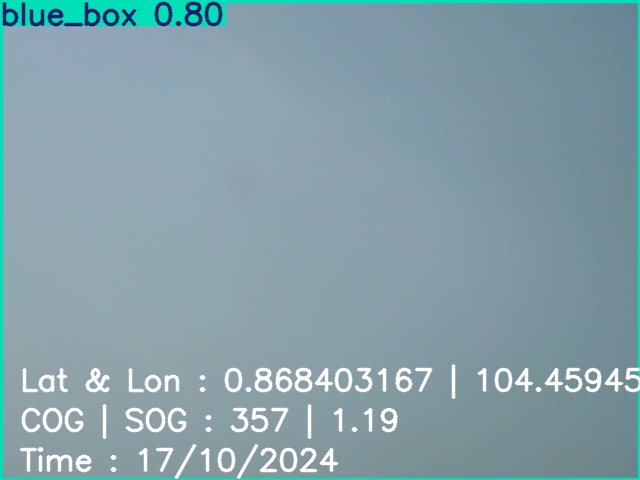 blue_box 0.80
Lat & Lon : 0.868403167 | 104.45945
COG | SOG : 357 | 1.19
Time : 17/10/2024